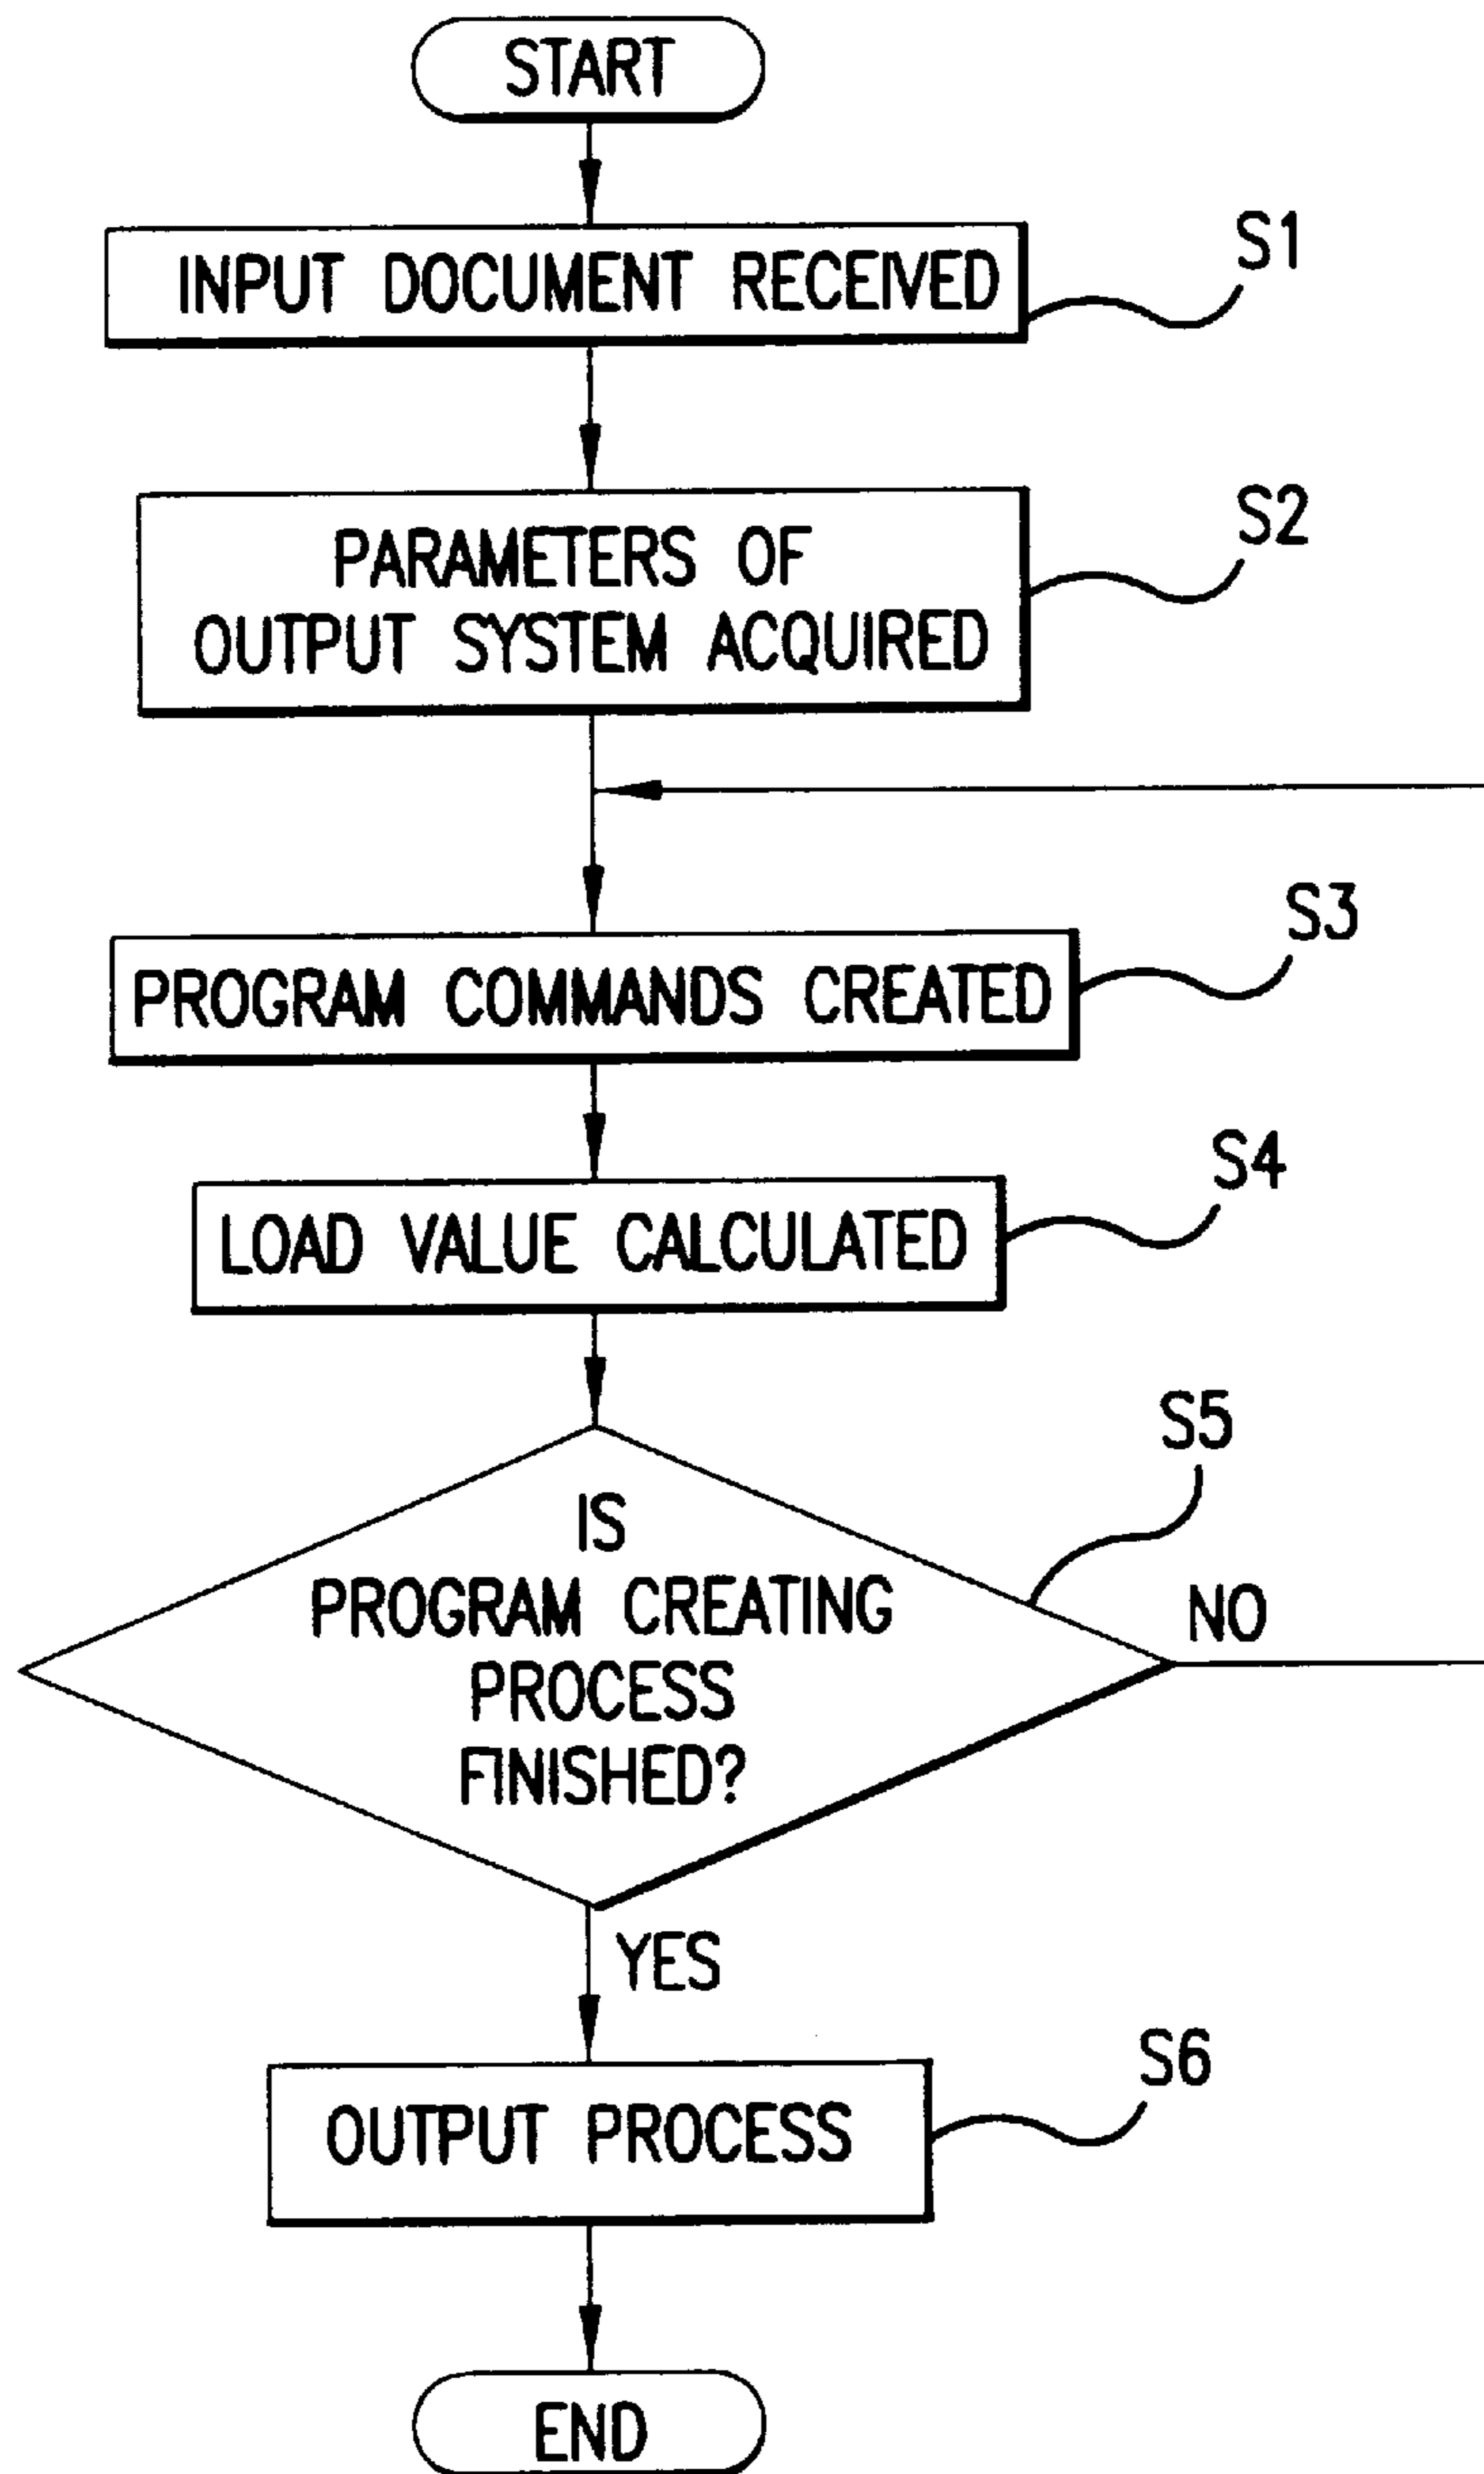 START
INPUT DOCUMENT RECEIVED
S1
PARAMETERS OF
OUTPUT SYSTEM ACQUIRED
S2
PROGRAM COMMANDS CREATED
S3
LOAD VALUE CALCULATED
S4
IS
PROGRAM CREATING
PROCESS
FINISHED?
S5
NO
YES
OUTPUT PROCESS
S6
END